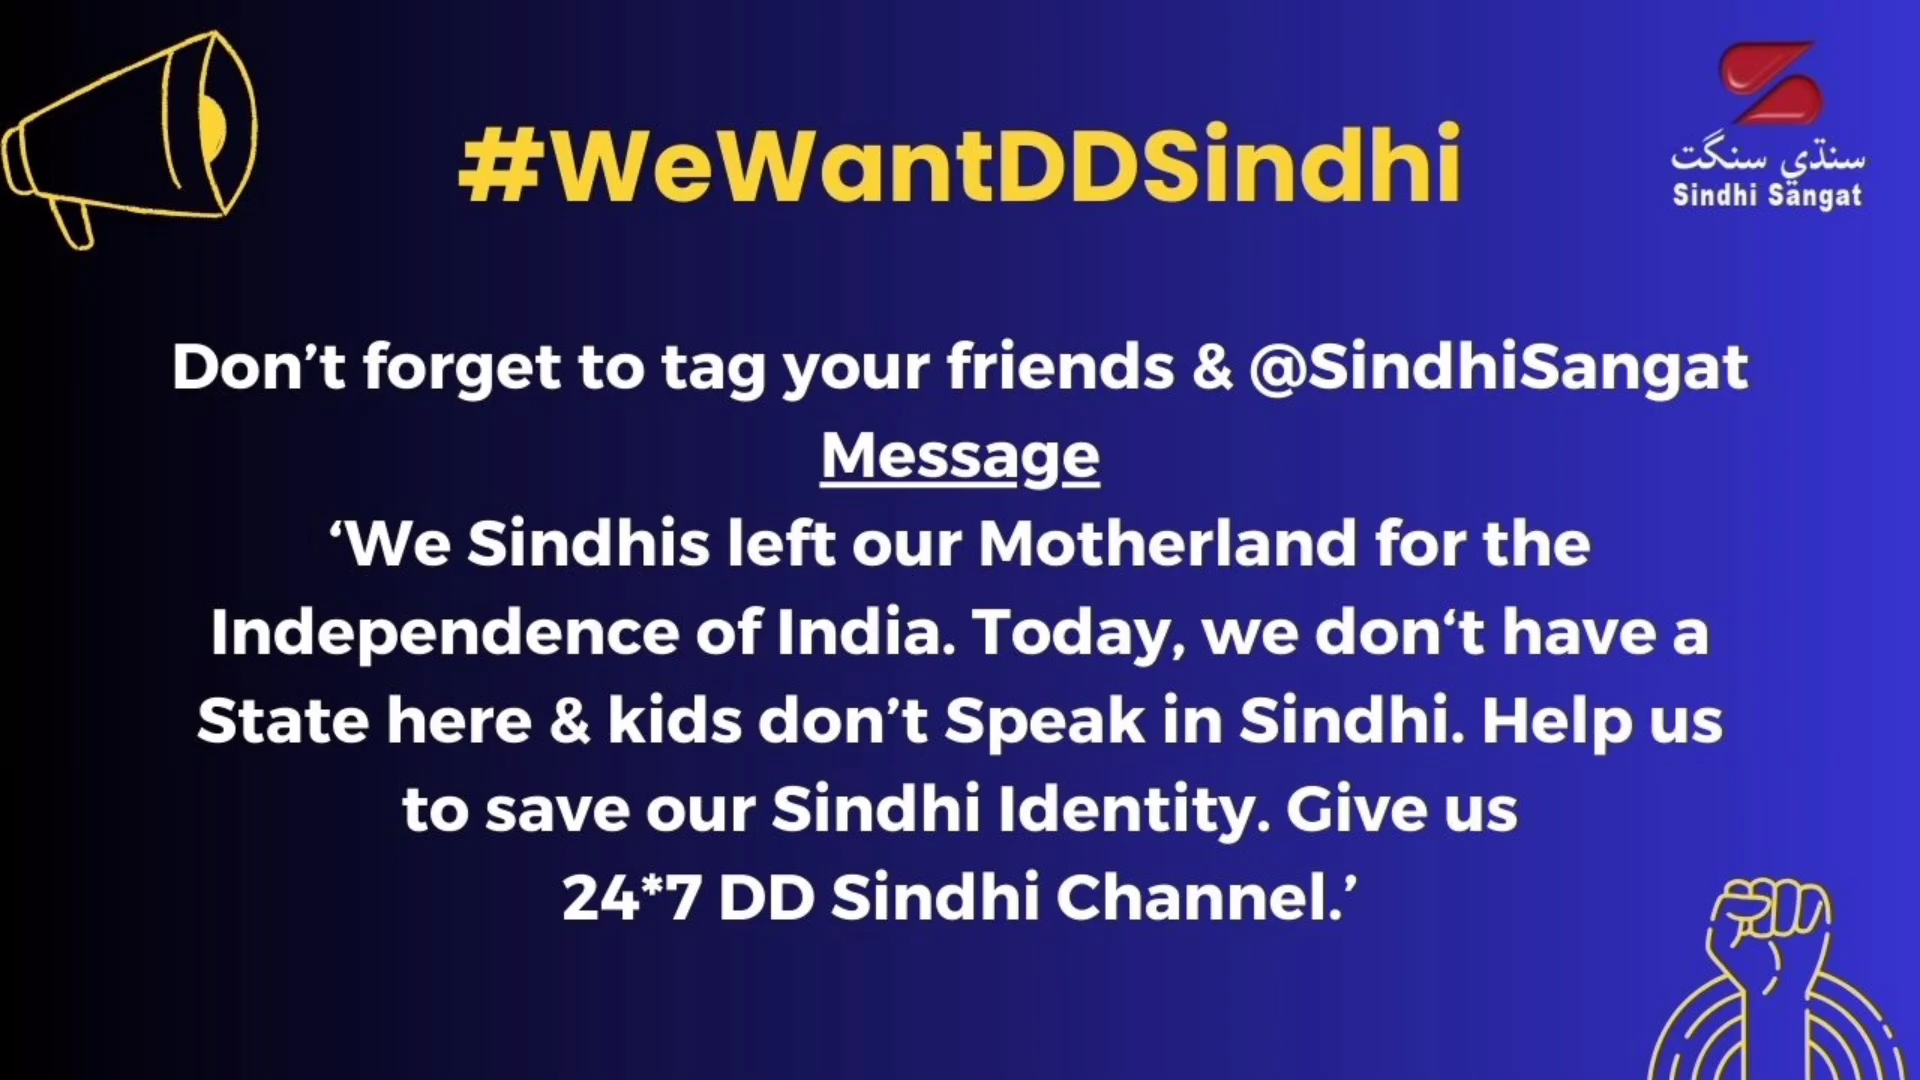 #WeWantDDSindhi
سنڌي سنگت
Sindhi Sangat
Don’t forget to tag your friends & @SindhiSangat
Message
‘We Sindhis left our Motherland for the
Independence of India. Today, we don‘t have a
State here & kids don’t Speak in Sindhi. Help us
to save our Sindhi Identity. Give us
24*7 DD Sindhi Channel.’